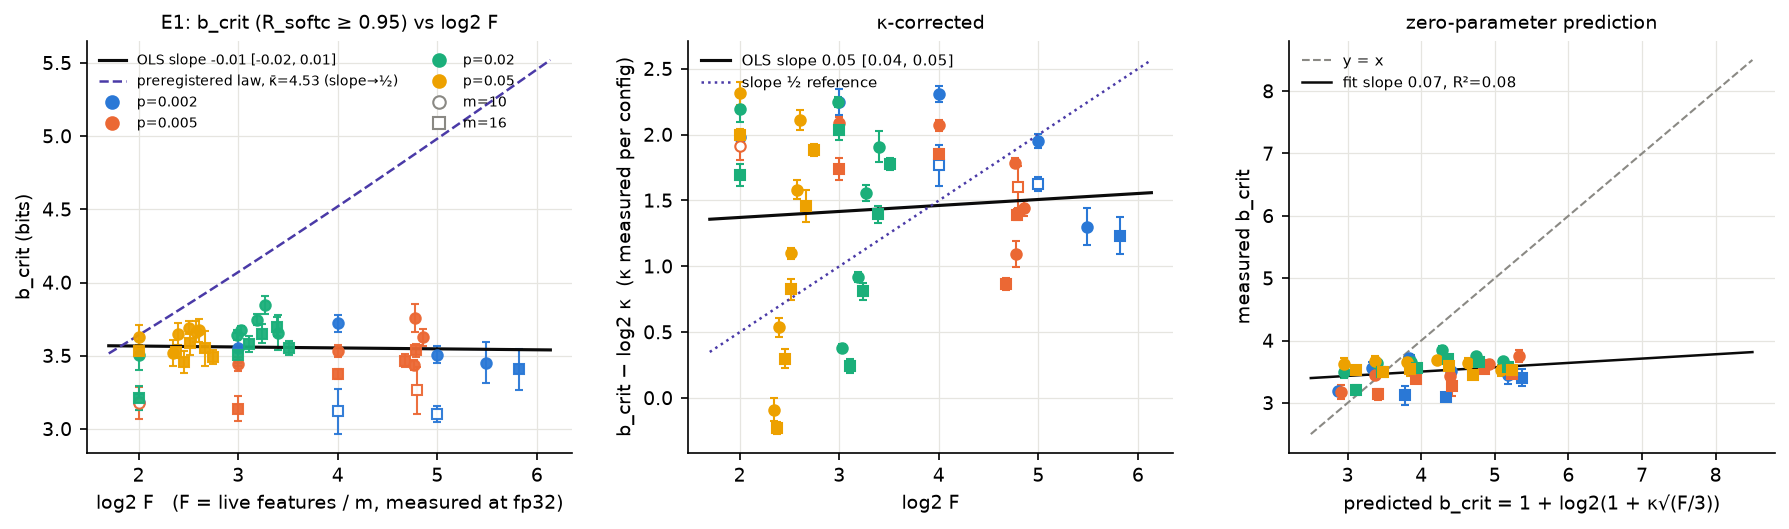 E1: b_crit (R_softc ≥ 0.95) vs log2 F
OLS slope -0.01 [-0.02, 0.01]
preregistered law, κ̄=4.53 (slope→½)
p=0.002
p=0.005
p=0.02
p=0.05
m=10
m=16
5.5
5.0
4.5
4.0
3.5
3.0
b_crit (bits)
2 3 4 5 6
log2 F (F = live features / m, measured at fp32)
κ-corrected
OLS slope 0.05 [0.04, 0.05]
slope ½ reference
2.5
2.0
1.5
1.0
0.5
0.0
b_crit − log2 κ (κ measured per config)
2 3 4 5 6
log2 F
zero-parameter prediction
y = x
fit slope 0.07, R²=0.08
8
7
6
5
4
3
measured b_crit
3 4 5 6 7 8
predicted b_crit = 1 + log2(1 + κ√(F/3))